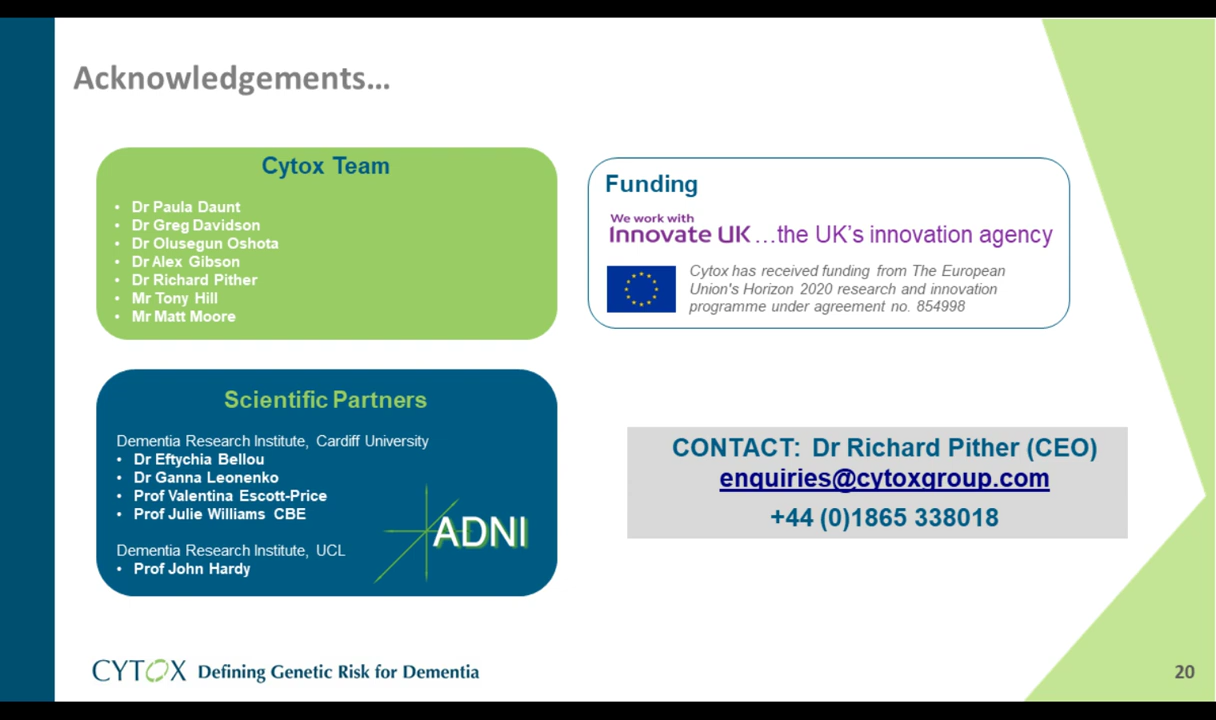 Acknowledgements...
Cytox Team
• Dr Paula Daunt
• Dr Greg Davidson
• Dr Olusegun Oshota
• Dr Alex Gibson
• Dr Richard Pither
• Mr Tony Hill
• Mr Matt Moore
Funding
We work with
Innovate UK ...the UK's innovation agency
Cytox has received funding from The European
Union's Horizon 2020 research and innovation
programme under agreement no. 854998
Scientific Partners
Dementia Research Institute, Cardiff University
• Dr Eftychia Bellou
• Dr Ganna Leonenko
• Prof Valentina Escott-Price
• Prof Julie Williams CBE
Dementia Research Institute, UCL
• Prof John Hardy
ADNI
CONTACT: Dr Richard Pither (CEO)
enquiries@cytoxgroup.com
+44 (0)1865 338018
CYTOX Defining Genetic Risk for Dementia
20